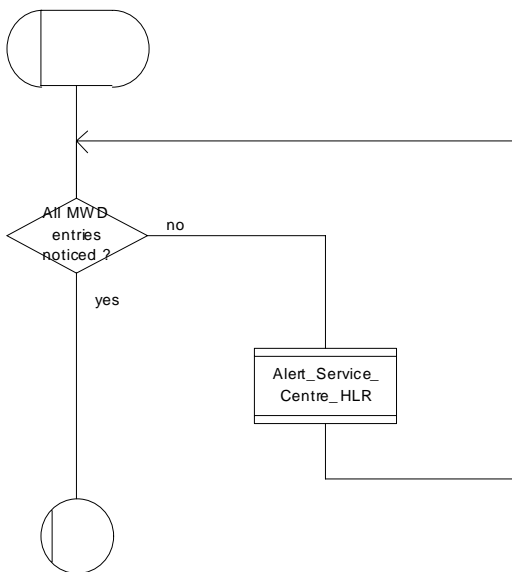 All MWD
entries
noticed ?
no
yes
Alert_Service_
Centre_HLR